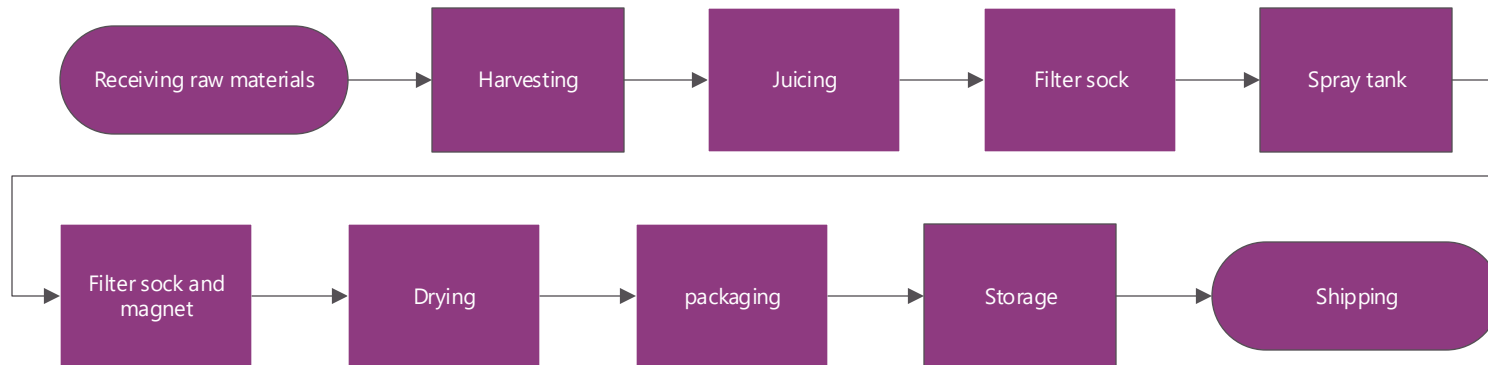 Receiving raw materials
Harvesting
Juicing
Filter sock
Spray tank
Filter sock and
magnet
Drying
packaging
Storage
Shipping